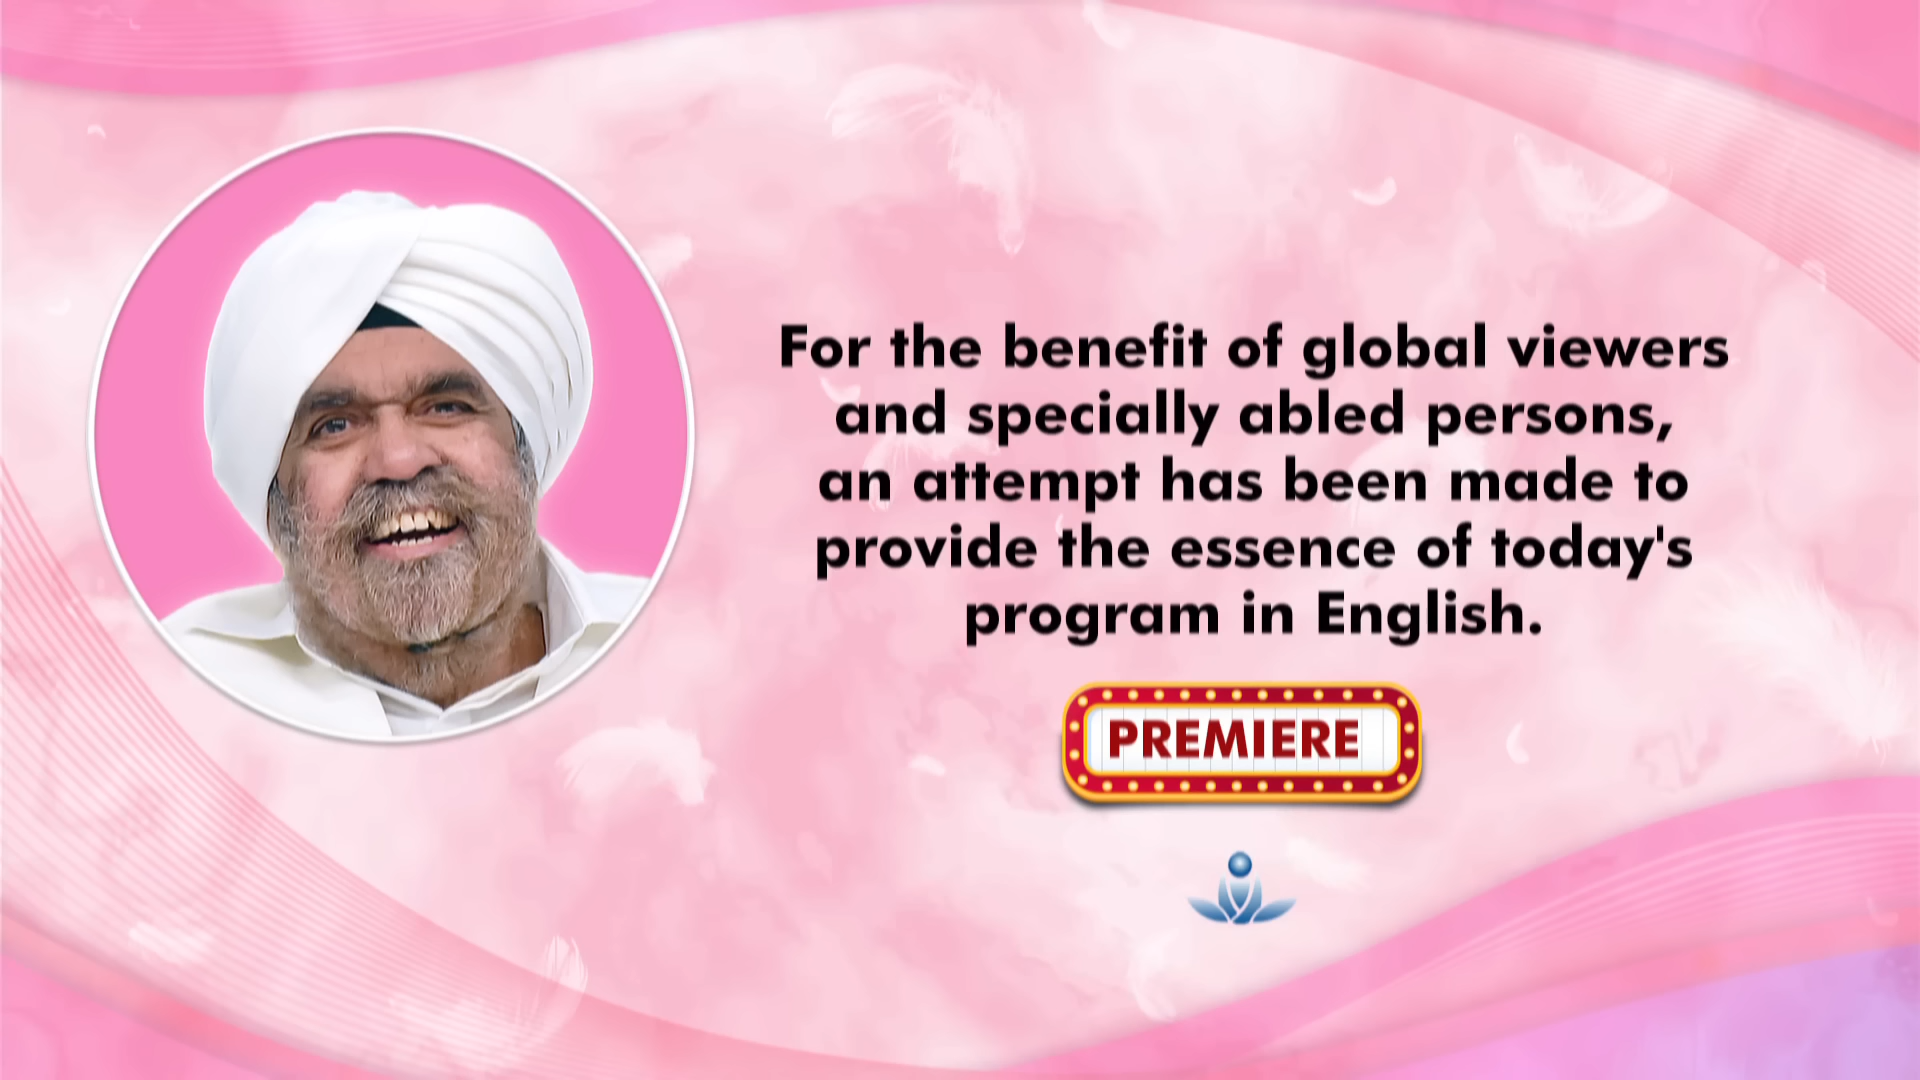 For the benefit of global viewers
and specially abled persons,
an attempt has been made to
provide the essence of today's
program in English.
PREMIERE